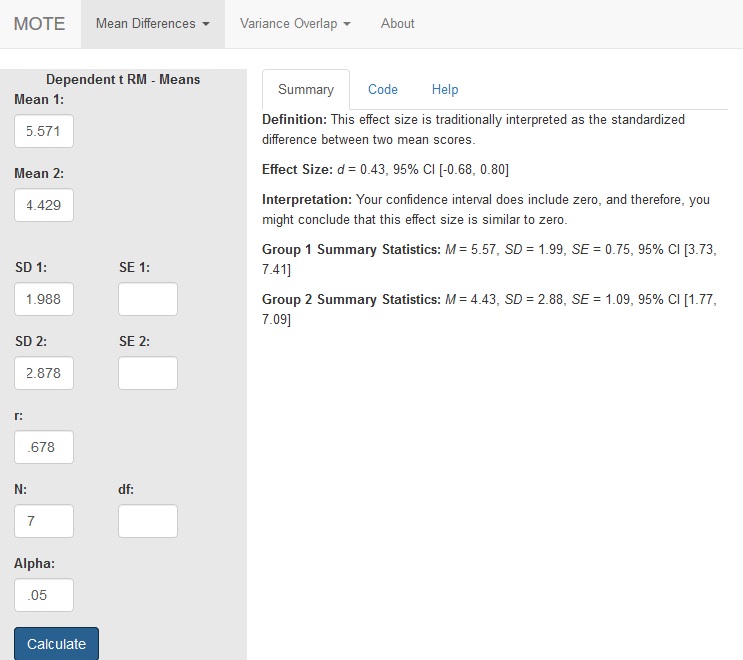 MOTE Mean Differences Variance Overlap About
Dependent t RM - Means
Mean 1:
5.571
Mean 2:
4.429
SD 1: SE 1:
1.988
SD 2: SE 2:
2.878
r:
.678
N: df:
7
Alpha:
.05
Calculate
Summary Code Help
Definition: This effect size is traditionally interpreted as the standardized
difference between two mean scores.
Effect Size: d = 0.43, 95% CI [-0.68, 0.80]
Interpretation: Your confidence interval does include zero, and therefore, you
might conclude that this effect size is similar to zero.
Group 1 Summary Statistics: M = 5.57, SD = 1.99, SE = 0.75, 95% CI [3.73,
7.41]
Group 2 Summary Statistics: M = 4.43, SD = 2.88, SE = 1.09, 95% CI [1.77,
7.09]